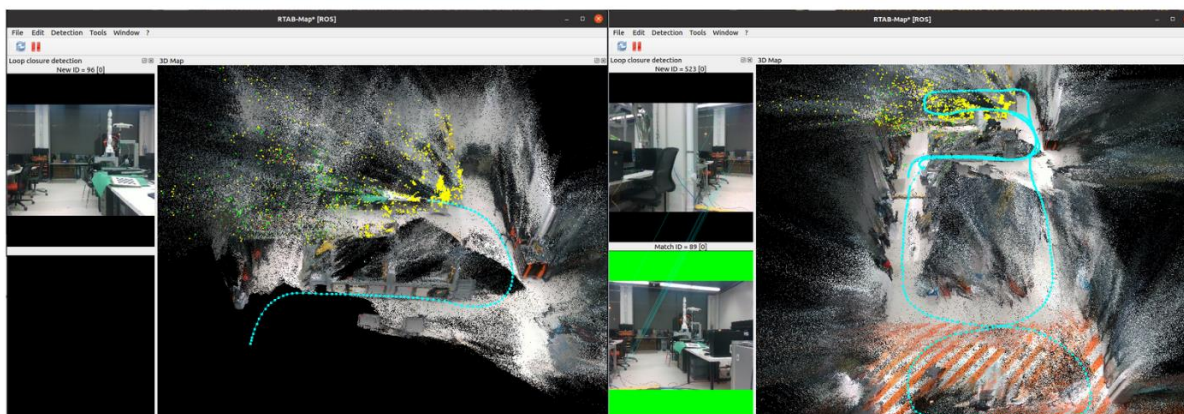 RTAB-Map* [ROS]
File Edit Detection Tools Window ?
Loop closure detection
New ID = 96 [0]
3D Map
RTAB-Map* [ROS]
File Edit Detection Tools Window ?
Loop closure detection
New ID = 523 [0]
Match ID = 89 [0]
3D Map